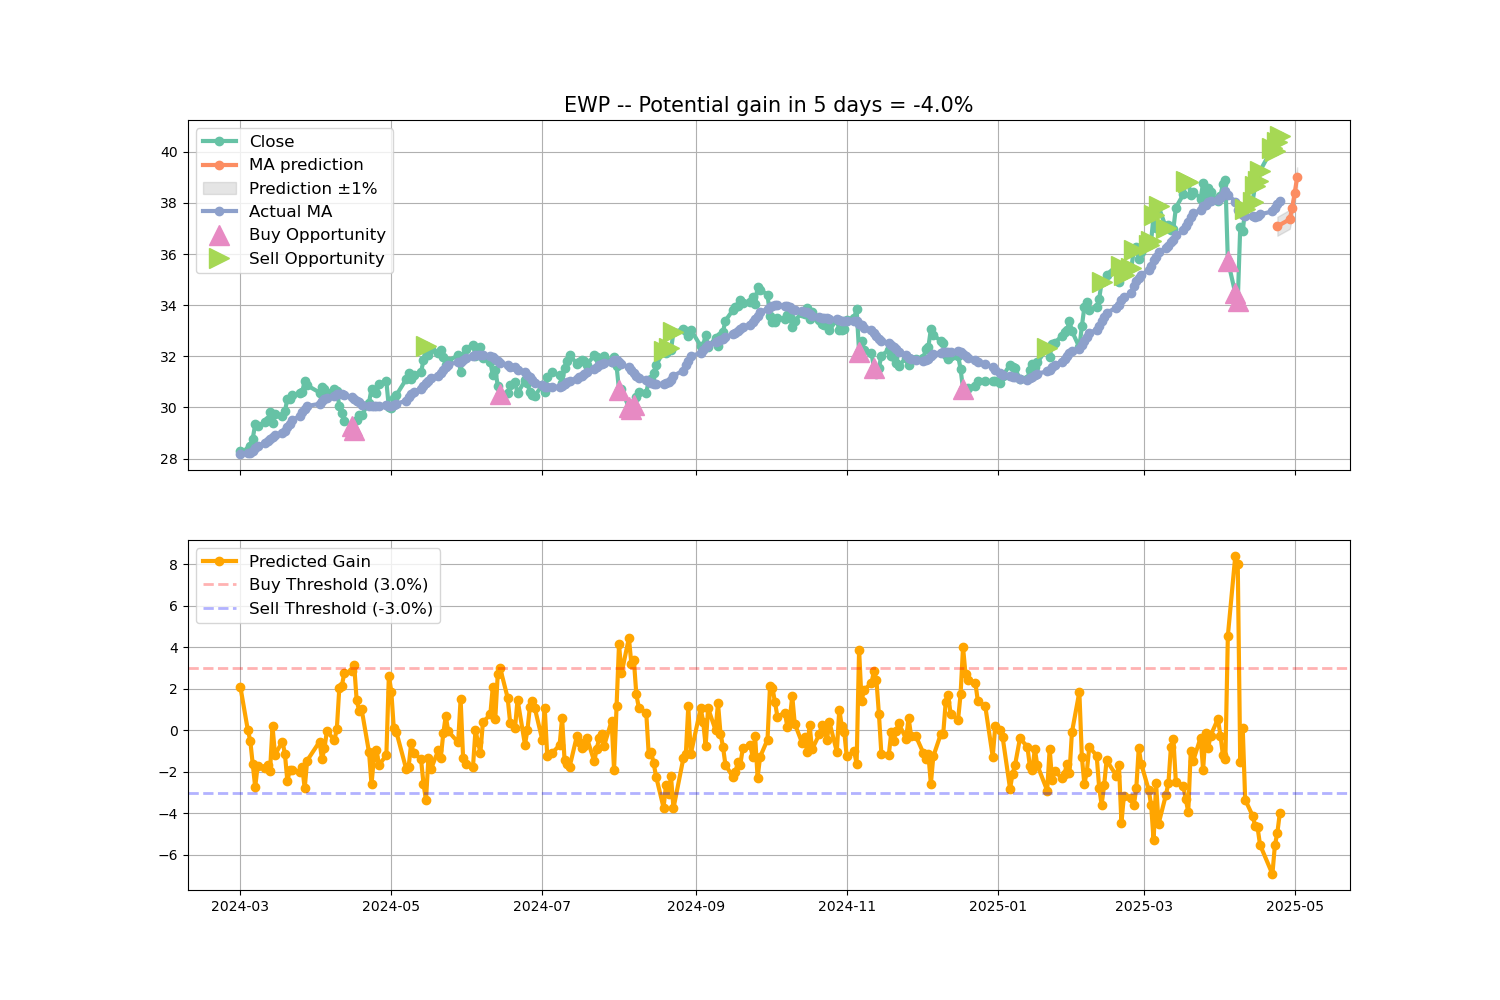 EWP -- Potential gain in 5 days = -4.0%
Close
MA prediction
Prediction ±1%
Actual MA
Buy Opportunity
Sell Opportunity
40
38
36
34
32
30
28
Predicted Gain
Buy Threshold (3.0%)
Sell Threshold (-3.0%)
8
6
4
2
0
−2
−4
−6
2024-03 2024-05 2024-07 2024-09 2024-11 2025-01 2025-03 2025-05